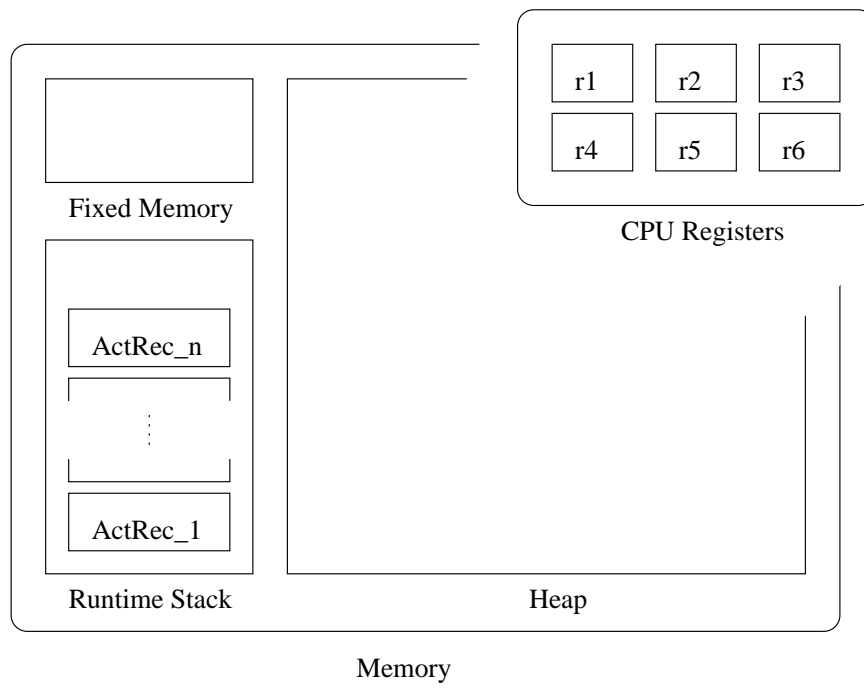 r1 r2 r3
r4 r5 r6
CPU Registers
Fixed Memory
ActRec_n
ActRec_1
Runtime Stack
Heap
Memory